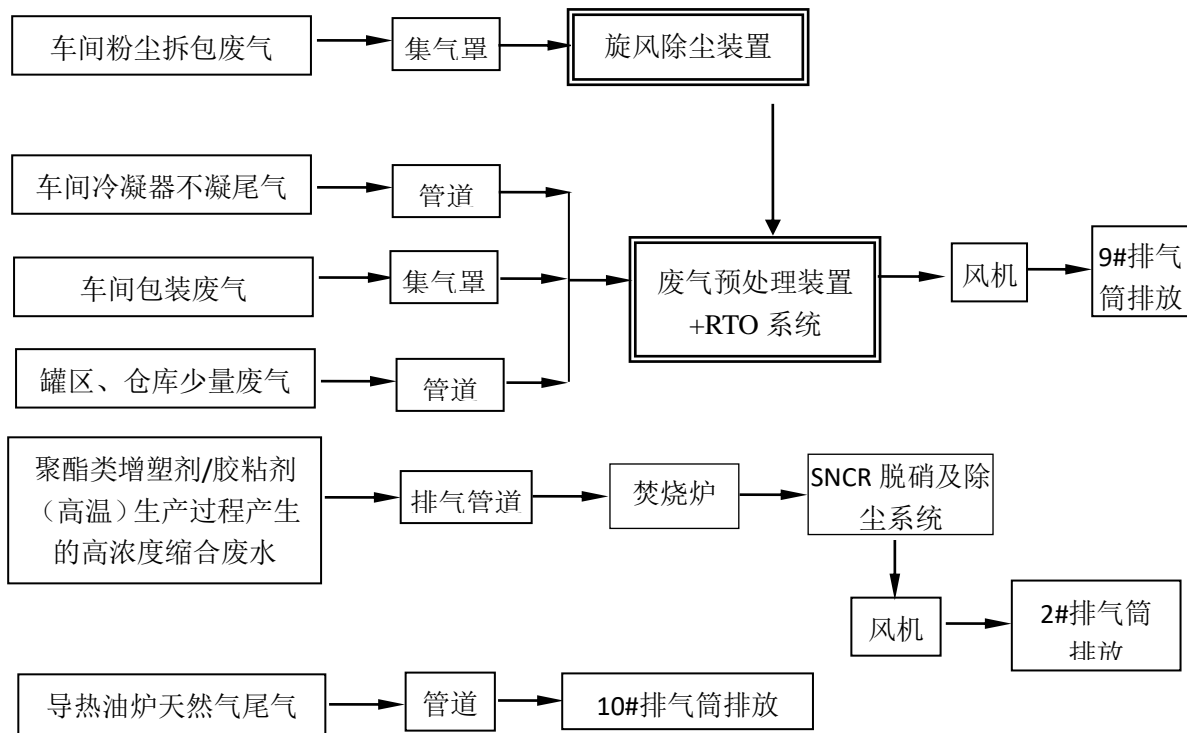 车间粉尘拆包废气
集气罩
旋风除尘装置
车间冷凝器不凝尾气
管道
车间包装废气
集气罩
废气预处理装置
+RTO 系统
风机
9#排气
筒排放
罐区、仓库少量废气
管道
聚酯类增塑剂/胶粘剂
（高温）生产过程产生
的高浓度缩合废水
排气管道
焚烧炉
SNCR 脱硝及除
尘系统
风机
2#排气筒
排放
导热油炉天然气尾气
管道
10#排气筒排放